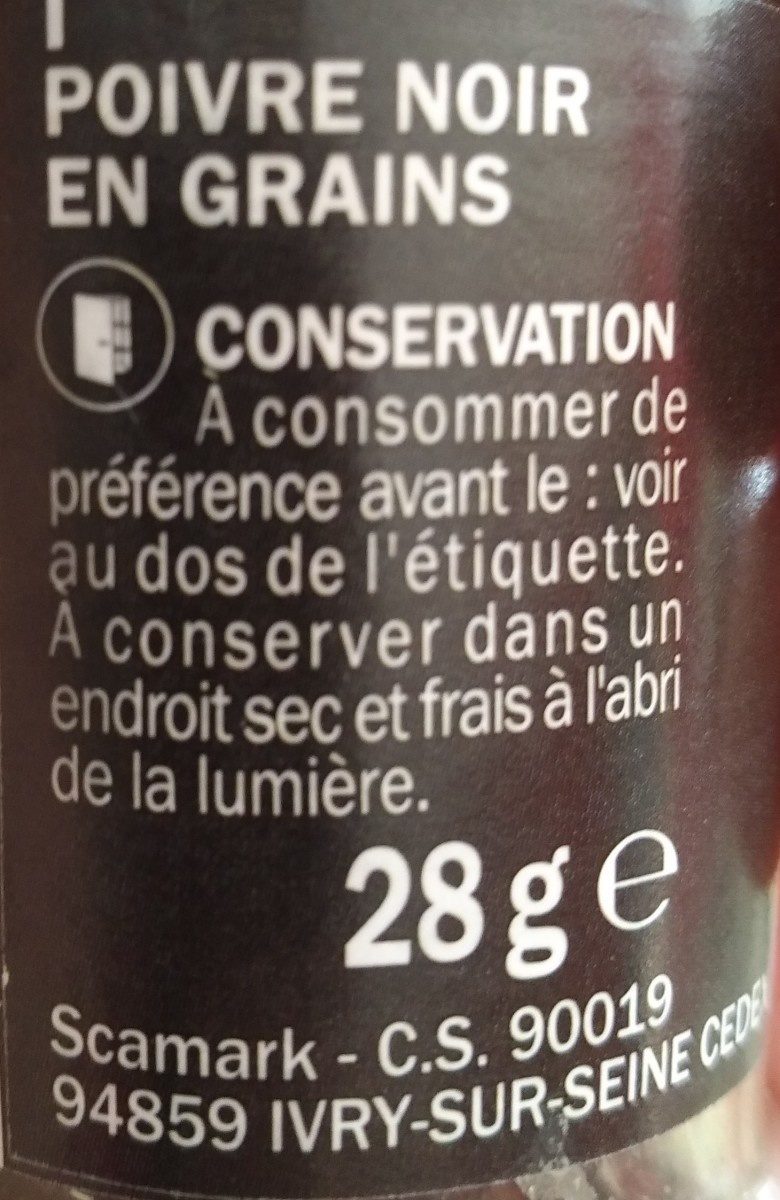 POIVRE NOIR
EN GRAINS
CONSERVATION
À consommer de
préférence avant le : voir
au dos de l'étiquette.
À conserver dans un
endroit sec et frais à l'abri
de la lumière.
28 g e
Scamark - C.S. 90019
94859 IVRY-SUR-SEINE CEDEX